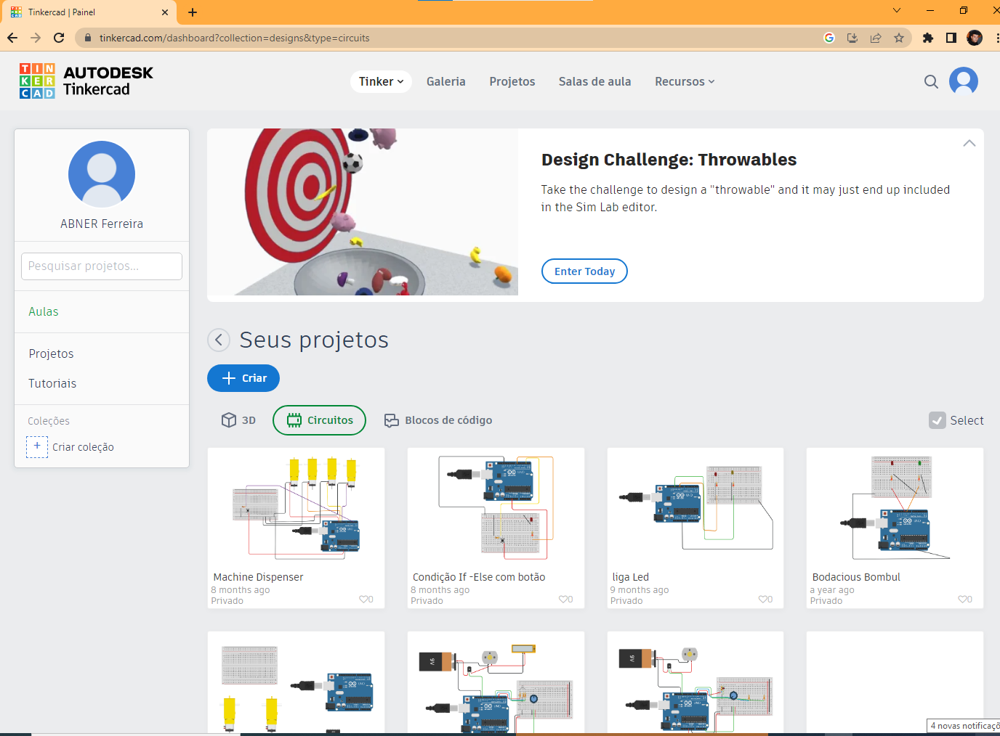 Tinkercad | Painel
tinkercad.com/dashboard?collection=designs&type=circuits
TIN
KER
CAD
AUTODESK
Tinkercad
Tinker
Galeria
Projetos
Salas de aula
Recursos
ABNER Ferreira
Pesquisar projetos...
Aulas
Projetos
Tutoriais
Coleções
+ Criar coleção
Design Challenge: Throwables
Take the challenge to design a "throwable" and it may just end up included
in the Sim Lab editor.
Enter Today
Seus projetos
+ Criar
3D
Circuitos
Blocos de código
Select
Machine Dispenser
8 months ago
Privado
0
Condição If -Else com botão
8 months ago
Privado
0
liga Led
9 months ago
Privado
0
Bodacious Bombul
a year ago
Privado
0
9V
9V
4 novas notificaçõ